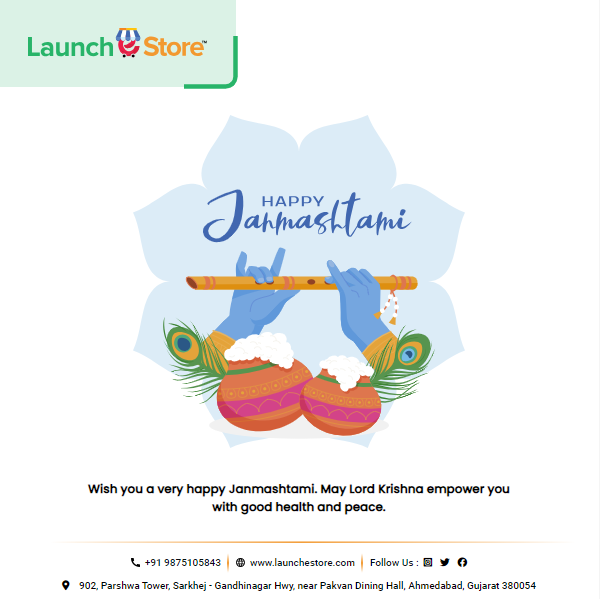 Launch e Store™
HAPPY
Janmashtami
Wish you a very happy Janmashtami. May Lord Krishna empower you
with good health and peace.
+91 9875105843 | www.launchestore.com | Follow Us :
902, Parshwa Tower, Sarkhej - Gandhinagar Hwy, near Pakvan Dining Hall, Ahmedabad, Gujarat 380054